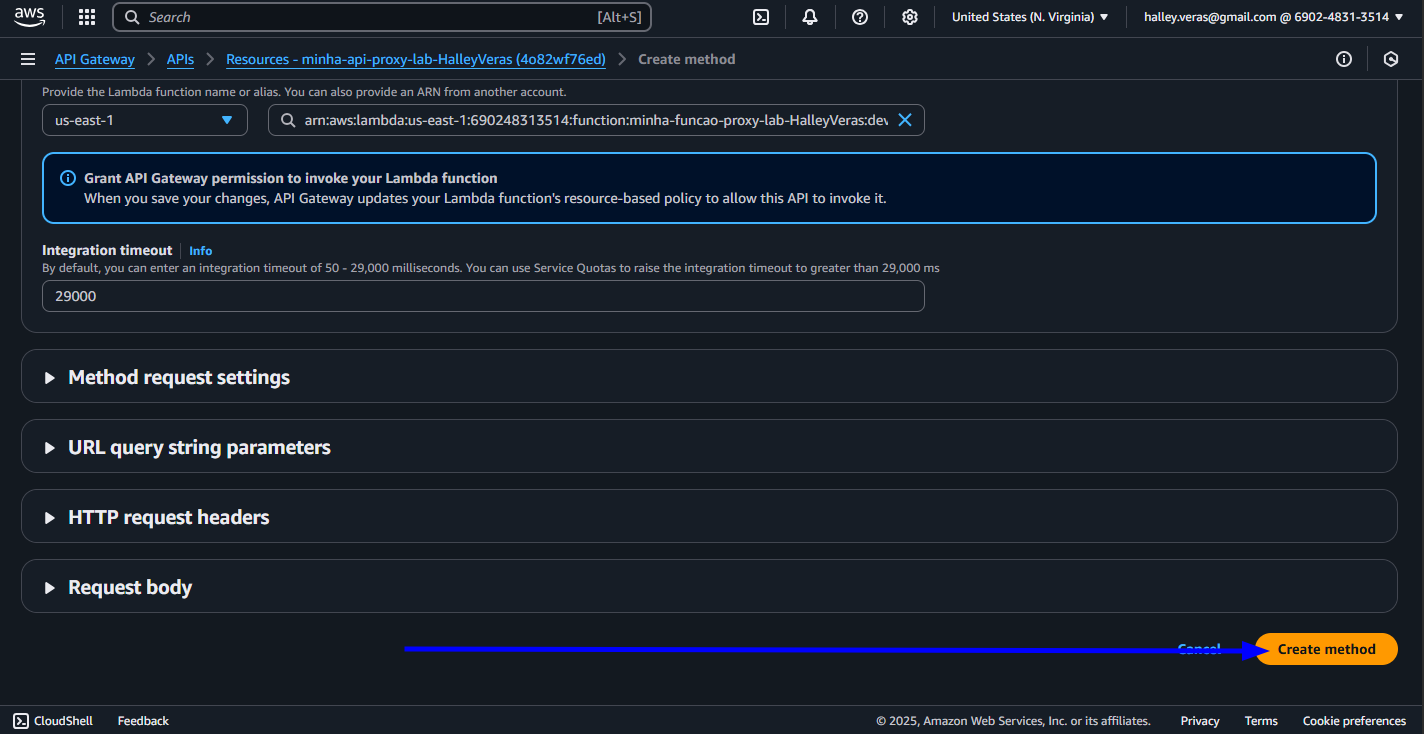 aws
Search [Alt+S] United States (N. Virginia) halley.veras@gmail.com @ 6902-4831-3514
API Gateway APIs Resources - minha-api-proxy-lab-HalleyVeras (4o82wf76ed) Create method
Provide the Lambda function name or alias. You can also provide an ARN from another account.
us-east-1 arn:aws:lambda:us-east-1:690248313514:function:minha-funcao-proxy-lab-HalleyVeras:dev
Grant API Gateway permission to invoke your Lambda function
When you save your changes, API Gateway updates your Lambda function's resource-based policy to allow this API to invoke it.
Integration timeout Info
By default, you can enter an integration timeout of 50 - 29,000 milliseconds. You can use Service Quotas to raise the integration timeout to greater than 29,000 ms
29000
Method request settings
URL query string parameters
HTTP request headers
Request body
Cancel Create method
CloudShell Feedback © 2025, Amazon Web Services, Inc. or its affiliates. Privacy Terms Cookie preferences